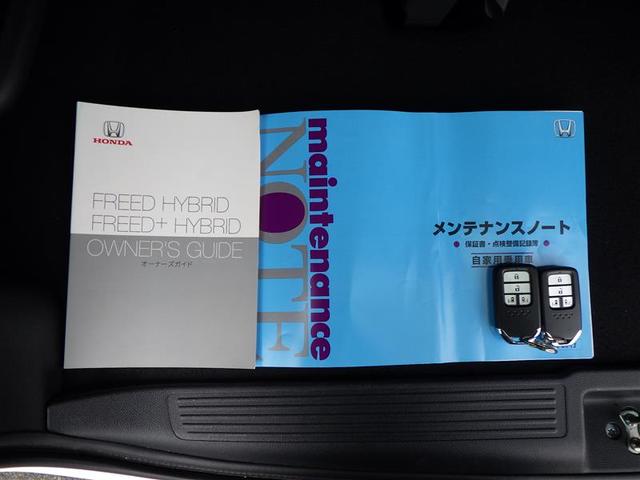 HONDA
FREED HYBRID
FREED+ HYBRID
OWNER'S GUIDE
オーナーズガイド
maintenance
NOTE
メンテナンスノート
保証書・点検整備記録簿
自家用乗用車